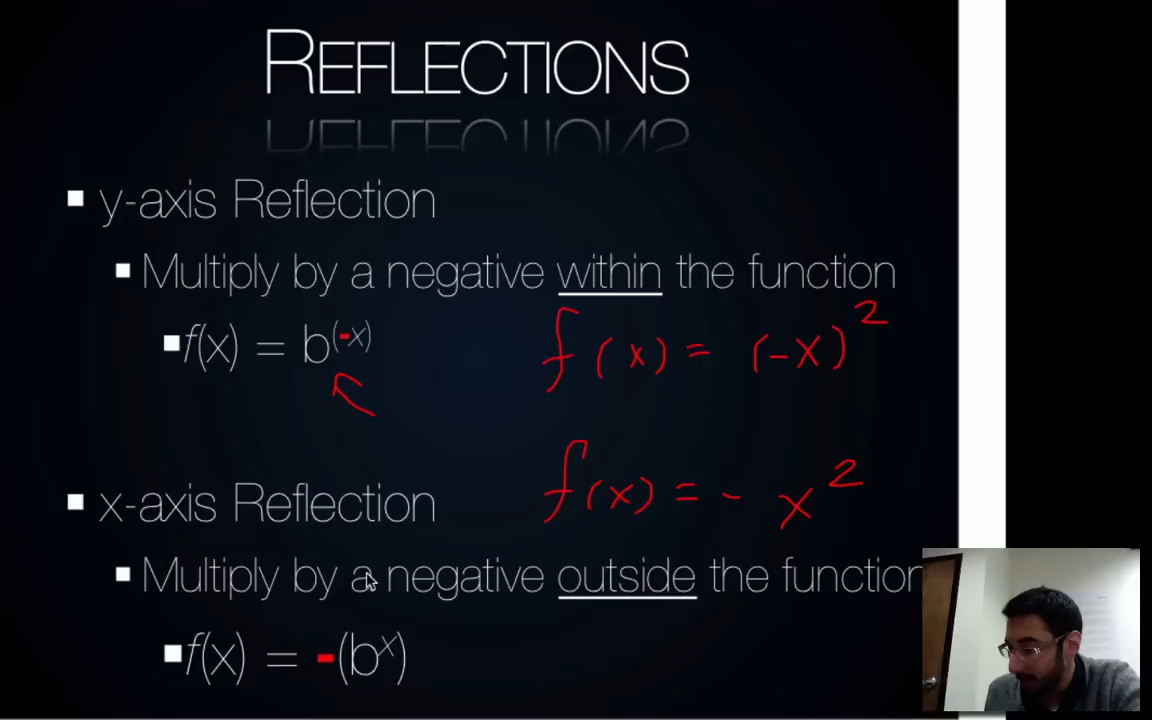 REFLECTIONS
y-axis Reflection
Multiply by a negative within the function
f(x) = b^(-x)
f(x) = (-x)^2
x-axis Reflection
f(x) = - x^2
Multiply by a negative outside the function
f(x) = -(b^x)